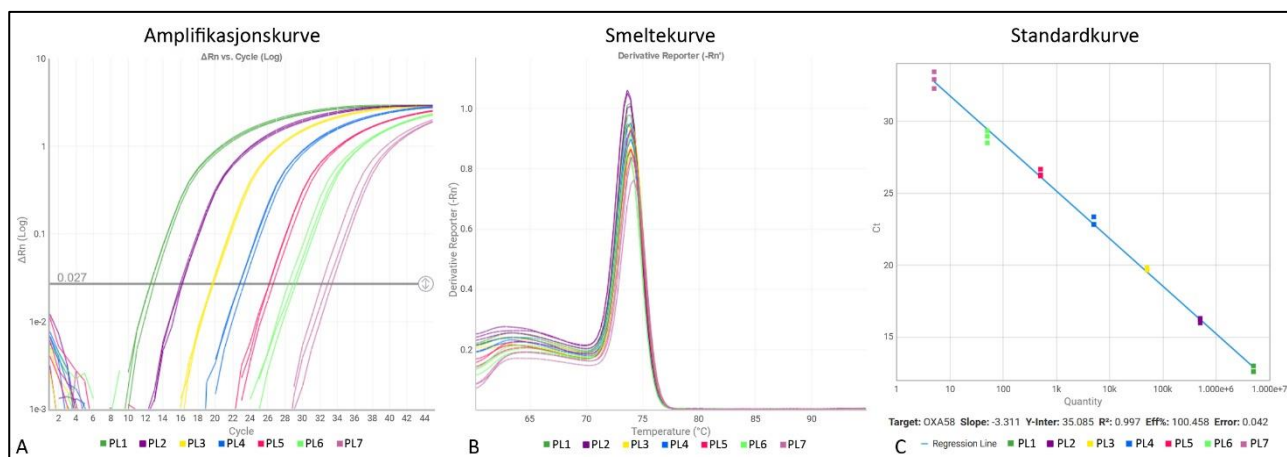 Amplifikasjonskurve
ΔRn vs. Cycle (Log)
10
1
0.1
1e-2
1e-3
ΔRn (Log)
0.027
2 4 6 8 10 12 14 16 18 20 22 24 26 28 30 32 34 36 38 40 42 44
Cycle
A
PL1 PL2 PL3 PL4 PL5 PL6 PL7
Smeltekurve
Derivative Reporter (-Rn')
1.0
0.8
0.6
0.4
0.2
Derivative Reporter (-Rn')
65 70 75 80 85 90
Temperature (°C)
B
PL1 PL2 PL3 PL4 PL5 PL6 PL7
Standardkurve
30
25
20
15
Ct
1 10 100 1k 10k 100k 1.000e+6 1.000e+7
Quantity
Target: OXA58 Slope: -3.311 Y-Inter: 35.085 R²: 0.997 Eff%: 100.458 Error: 0.042
Regression Line PL1 PL2 PL3 PL4 PL5 PL6 PL7
C